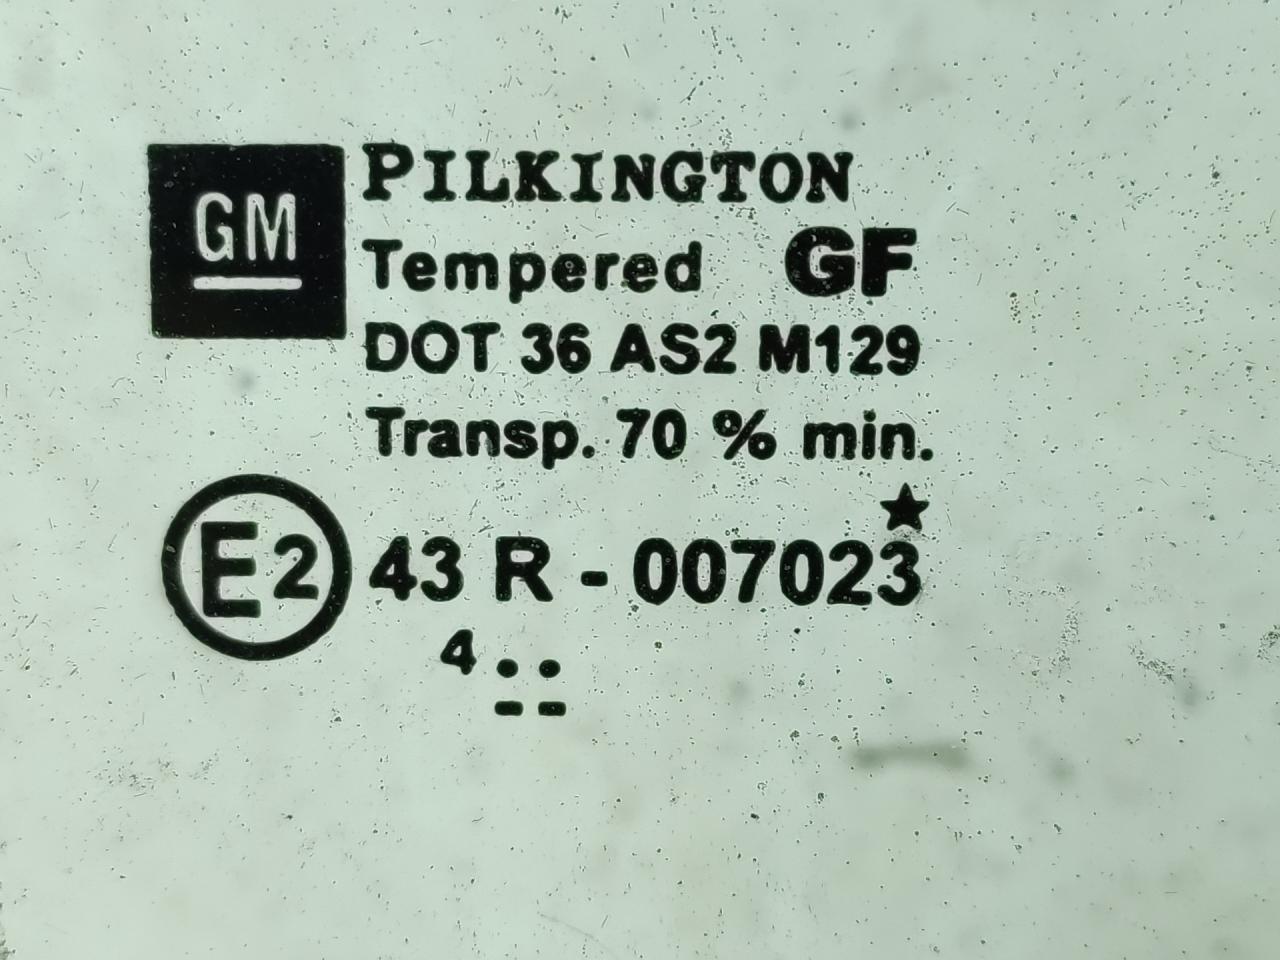 GM
PILKINGTON
Tempered GF
DOT 36 AS2 M129
Transp. 70 % min.
E2 43 R - 007023
4